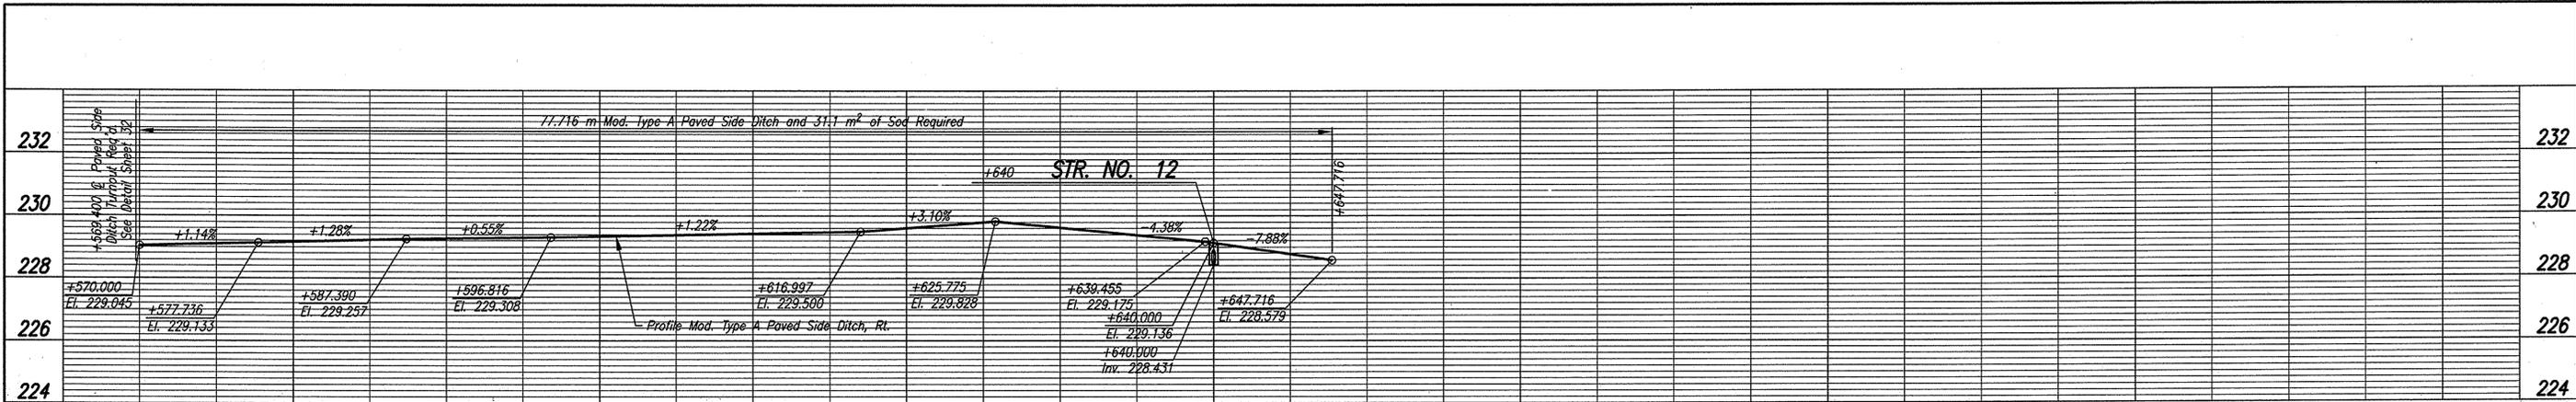 +569.400 ℄ Paved Side
Ditch Turnout Req'd.
See Detail Sheet 32
77.716 m Mod. Type A Paved Side Ditch and 31.1 m² of Sod Required
232
232
+640
STR. NO. 12
+647.716
230
230
+1.14%
+1.28%
+0.55%
+1.22%
+3.10%
-4.38%
-7.88%
228
228
+570.000
El. 229.045
+577.736
El. 229.133
+587.390
El. 229.257
+596.816
El. 229.308
+616.997
El. 229.500
+625.775
El. 229.828
+639.455
El. 229.175
+647.716
El. 228.579
+640.000
El. 229.136
+640.000
Inv. 228.431
Profile Mod. Type A Paved Side Ditch, Rt.
226
226
224
224